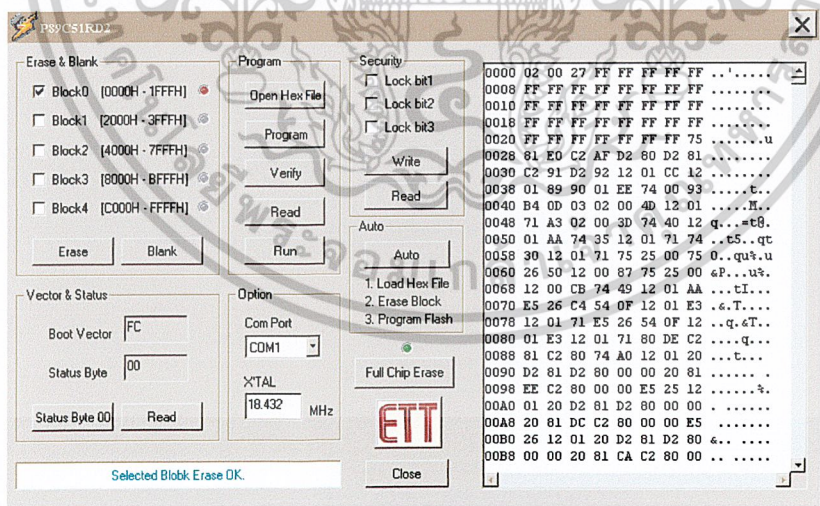 P89C51RD2
Erase & Blank
Block0 [0000H - 1FFFH]
Block1 [2000H - 3FFFH]
Block2 [4000H - 7FFFH]
Block3 [8000H - BFFFH]
Block4 [C000H - FFFFH]
Erase Blank
Vector & Status
Boot Vector FC
Status Byte 00
Status Byte 00 Read
Selected Blobk Erase OK.
Program
Open Hex File
Program
Verify
Read
Run
Option
Com Port
COM1
X'TAL
18.432 MHz
Security
Lock bit1
Lock bit2
Lock bit3
Write
Read
Auto
Auto
1. Load Hex File
2. Erase Block
3. Program Flash
Full Chip Erase
ETT
Close
0000 02 00 27 FF FF FF FF FF ..'.....
0008 FF FF FF FF FF FF FF FF ........
0010 FF FF FF FF FF FF FF FF ........
0018 FF FF FF FF FF FF FF FF ........
0020 FF FF FF FF FF FF FF 75 .......u
0028 81 E0 C2 AF D2 80 D2 81 ........
0030 C2 91 D2 92 12 01 CC 12 ........
0038 01 89 90 01 EE 74 00 93 .....t..
0040 B4 0D 03 02 00 4D 12 01 .....M..
0048 71 A3 02 00 3D 74 40 12 q...=t@.
0050 01 AA 74 35 12 01 71 74 ..t5..qt
0058 30 12 01 71 75 25 00 75 0..qu%.u
0060 26 50 12 00 87 75 25 00 &P...u%.
0068 12 00 CB 74 49 12 01 AA ...tI...
0070 E5 26 C4 54 0F 12 01 E3 .&.T....
0078 12 01 71 E5 26 54 0F 12 ..q.&T..
0080 01 E3 12 01 71 80 DE C2 ....q...
0088 81 C2 80 74 A0 12 01 20 ...t...
0090 D2 81 D2 80 00 00 20 81 ...... .
0098 EE C2 80 00 00 E5 25 12 ......%.
00A0 01 20 D2 81 D2 80 00 00 . ......
00A8 20 81 DC C2 80 00 00 E5 .......
00B0 26 12 01 20 D2 81 D2 80 &.. ....
00B8 00 00 20 81 CA C2 80 00 .. .....